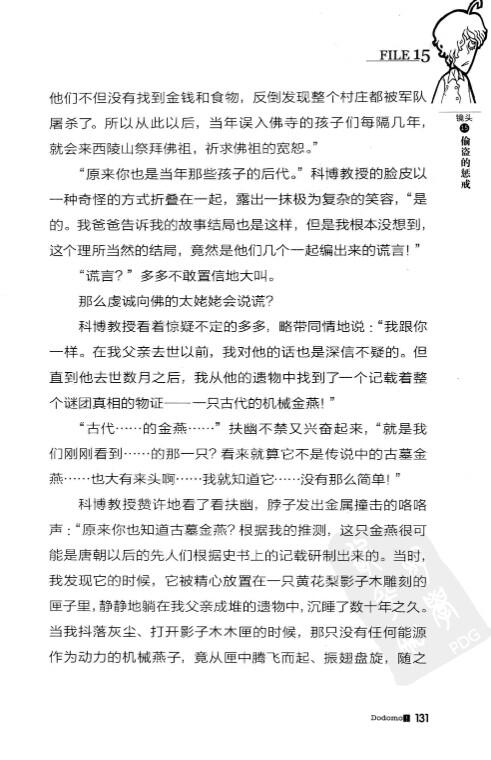 FILE 15
镜头
15
偷盗的惩戒
他们不但没有找到金钱和食物，反倒发现整个村庄都被军队
屠杀了。所以从此以后，当年误入佛寺的孩子们每隔几年，
就会来西陵山祭拜佛祖，祈求佛祖的宽恕。”
“原来你也是当年那些孩子的后代。”科博教授的脸皮以
一种奇怪的方式折叠在一起，露出一抹极为复杂的笑容，“是
的。我爸爸告诉我的故事结局也是这样，但是我根本没想到，
这个理所当然的结局，竟然是他们几个一起编出来的谎言！”
“谎言？”多多不敢置信地大叫。
那么虔诚向佛的太姥姥会说谎？
科博教授看着惊疑不定的多多，略带同情地说：“我跟你
一样。在我父亲去世以前，我对他的话也是深信不疑的。但
直到他去世数月之后，我从他的遗物中找到了一个记载着整
个谜团真相的物证——一只古代的机械金燕！”
“古代……的金燕……”扶幽不禁又兴奋起来，“就是我
们刚刚看到……的那一只？看来就算它不是传说中的古墓金
燕……也大有来头啊……我就知道它……没有那么简单！”
科博教授赞许地看了看扶幽，脖子发出金属撞击的咯咯
声：“原来你也知道古墓金燕？根据我的推测，这只金燕很可
能是唐朝以后的先人们根据史书上的记载研制出来的。当时，
我发现它的时候，它被精心放置在一只黄花梨影子木雕刻的
匣子里，静静地躺在我父亲成堆的遗物中，沉睡了数十年之久。
当我抖落灰尘、打开影子木木匣的时候，那只没有任何能源
作为动力的机械燕子，竟从匣中腾飞而起、振翅盘旋，随之
PDG
Dodomo 131